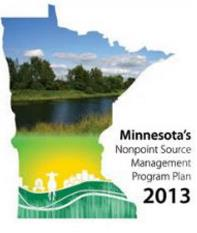 Minnesota's
Nonpoint Source
Management
Program Plan
2013